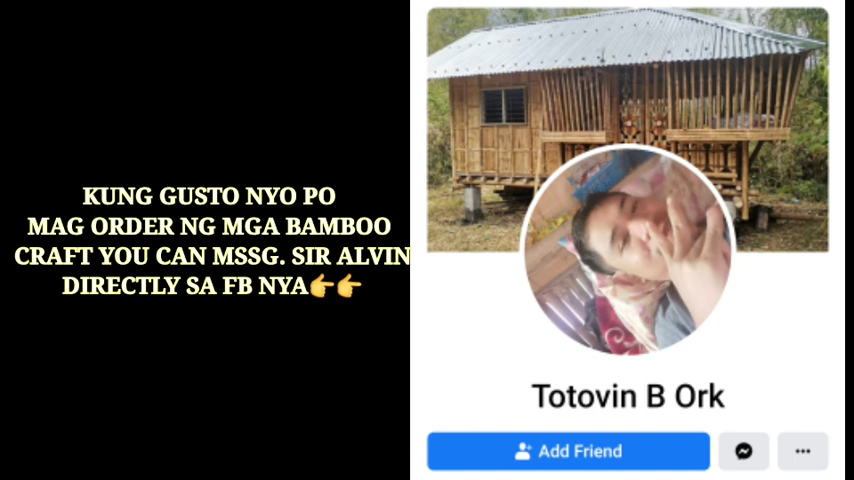 KUNG GUSTO NYO PO
MAG ORDER NG MGA BAMBOO
CRAFT YOU CAN MSSG. SIR ALVIN
DIRECTLY SA FB NYA👉👉
Totovin B Ork
Add Friend